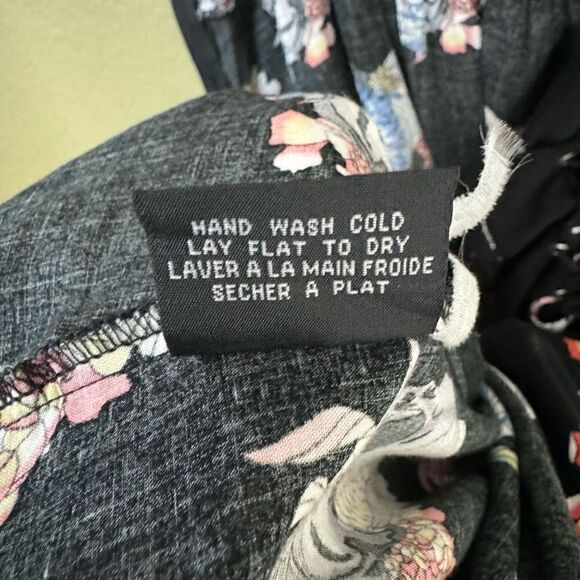 HAND WASH COLD
LAY FLAT TO DRY
LAVER A LA MAIN FROIDE
SECHER A PLAT